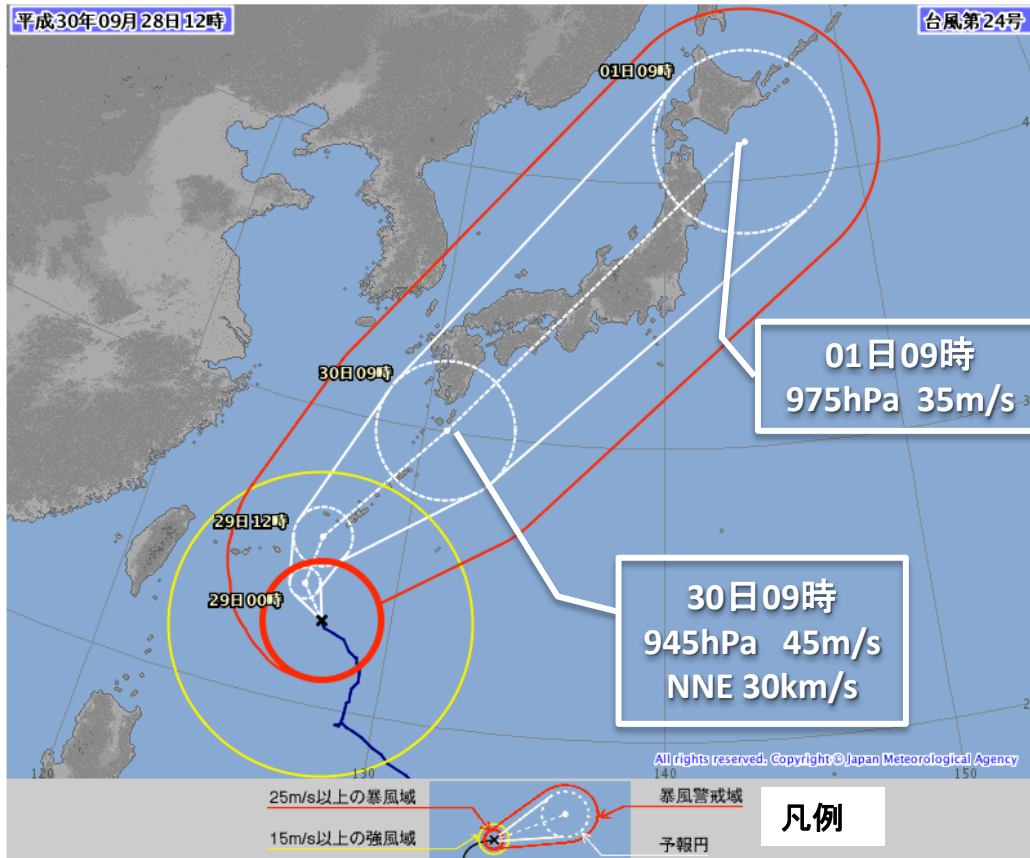 平成30年09月28日12時
台風第24号
01日09時
30日09時
29日12時
29日00時
01日09時
975hPa 35m/s
30日09時
945hPa 45m/s
NNE 30km/s
All rights reserved. Copyright © Japan Meteorological Agency
120
130
140
150
4
3
2
25m/s以上の暴風域
暴風警戒域
15m/s以上の強風域
予報円
凡例